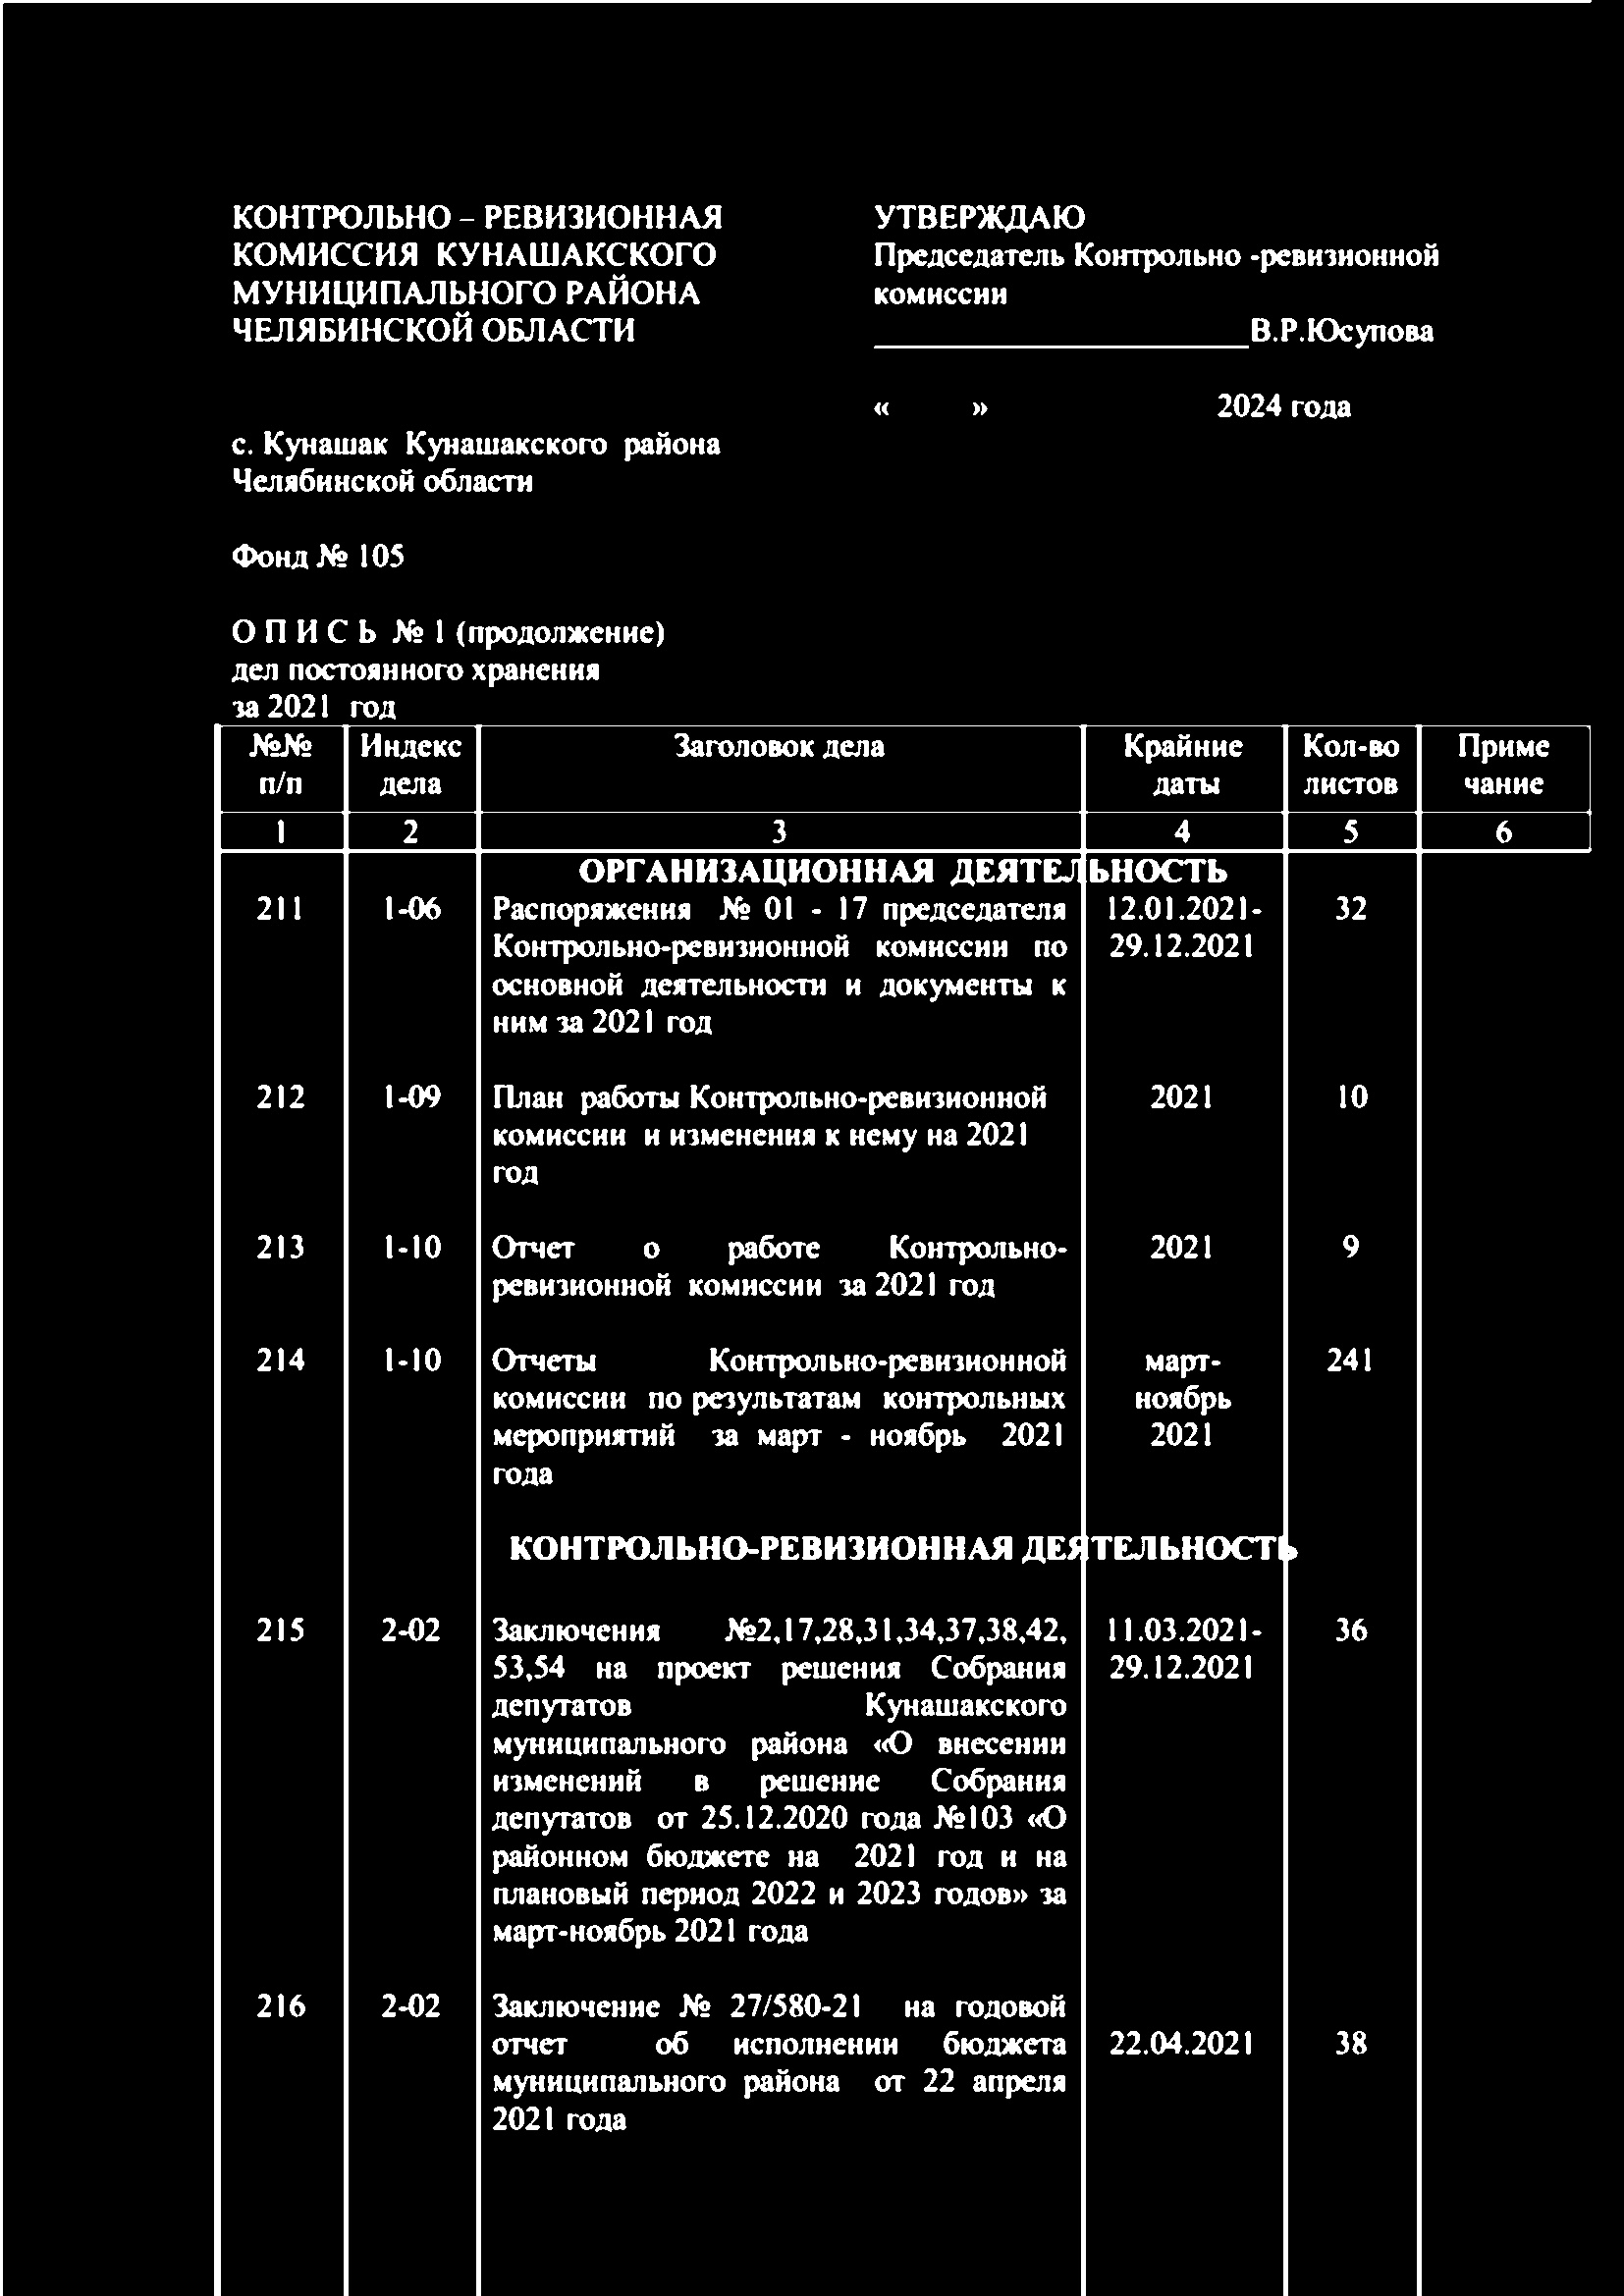 КОНТРОЛЬНО – РЕВИЗИОННАЯ
КОМИССИЯ КУНАШАКСКОГО
МУНИЦИПАЛЬНОГО РАЙОНА
ЧЕЛЯБИНСКОЙ ОБЛАСТИ
УТВЕРЖДАЮ
Председатель Контрольно -ревизионной
комиссии
В.Р.Юсупова
« » 2024 года
с. Кунашак Кунашакского района
Челябинской области
Фонд № 105
О П И С Ь № 1 (продолжение)
дел постоянного хранения
за 2021 год
№№ Индекс Заголовок дела Крайние Кол-во Приме
п/п дела даты листов чание
1 2 3 4 5 6
ОРГАНИЗАЦИОННАЯ ДЕЯТЕЛЬНОСТЬ
211 1-06 Распоряжения № 01 - 17 председателя 12.01.2021- 32
Контрольно-ревизионной комиссии по 29.12.2021
основной деятельности и документы к
ним за 2021 год
212 1-09 План работы Контрольно-ревизионной 2021 10
комиссии и изменения к нему на 2021
год
213 1-10 Отчет о работе Контрольно- 2021 9
ревизионной комиссии за 2021 год
214 1-10 Отчеты Контрольно-ревизионной март- 241
комиссии по результатам контрольных ноябрь
мероприятий за март - ноябрь 2021 2021
года
КОНТРОЛЬНО-РЕВИЗИОННАЯ ДЕЯТЕЛЬНОСТЬ
215 2-02 Заключения №2,17,28,31,34,37,38,42, 11.03.2021- 36
53,54 на проект решения Собрания 29.12.2021
депутатов Кунашакского
муниципального района «О внесении
изменений в решение Собрания
депутатов от 25.12.2020 года №103 «О
районном бюджете на 2021 год и на
плановый период 2022 и 2023 годов» за
март-ноябрь 2021 года
216 2-02 Заключение № 27/580-21 на годовой
отчет об исполнении бюджета 22.04.2021 38
муниципального района от 22 апреля
2021 года